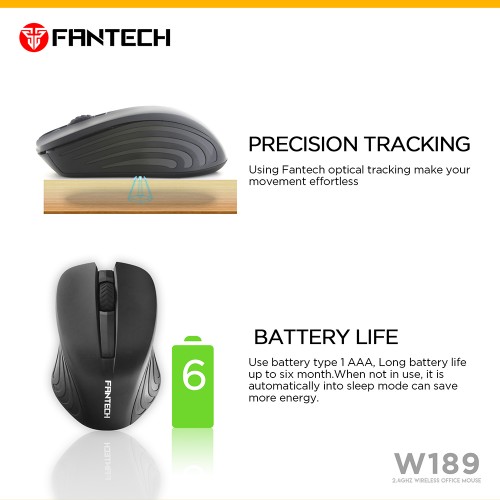 FANTECH
PRECISION TRACKING
Using Fantech optical tracking make your
movement effortless
BATTERY LIFE
6
Use battery type 1 AAA, Long battery life
up to six month.When not in use, it is
automatically into sleep mode can save
more energy.
FANTECH
W189
2.4GHZ WIRELESS OFFICE MOUSE